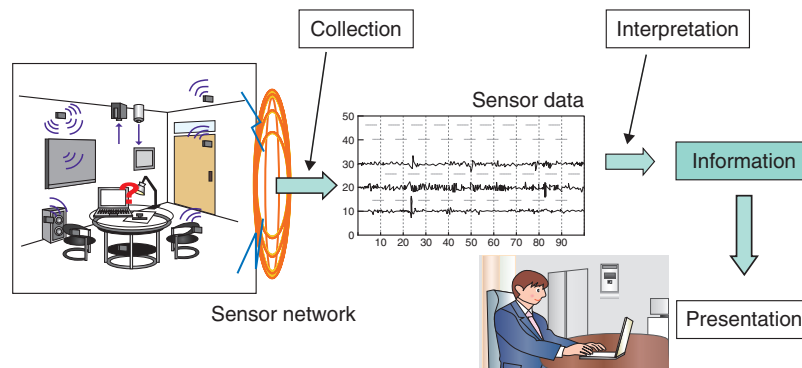 Collection
Interpretation
Sensor data
50
40
30
20
10
0
10 20 30 40 50 60 70 80 90
?
Information
Sensor network
Presentation